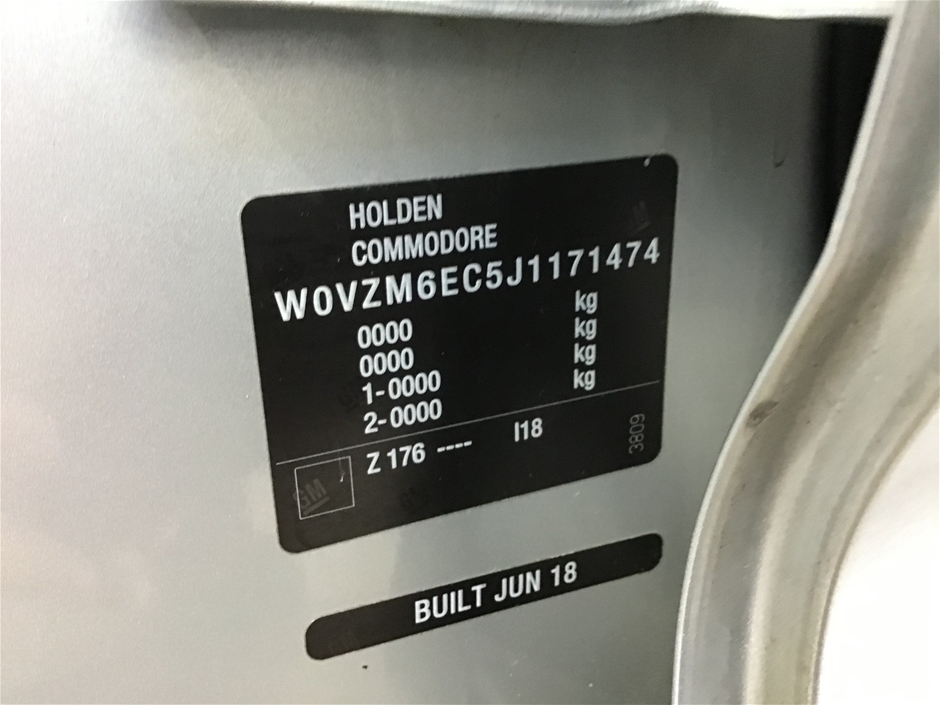 HOLDEN
COMMODORE
W0VZM6EC5J1171474
0000 kg
0000 kg
1-0000 kg
2-0000 kg
Z 176 ---- I18
3809
GM
BUILT JUN 18